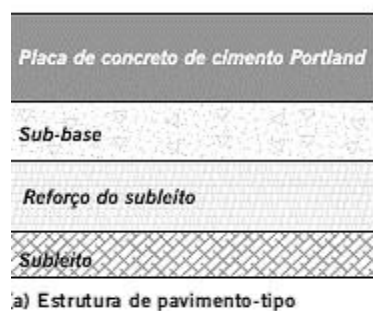 Placa de concreto de cimento Portland
Sub-base
Reforço do subleito
Subleito
a) Estrutura de pavimento-tipo